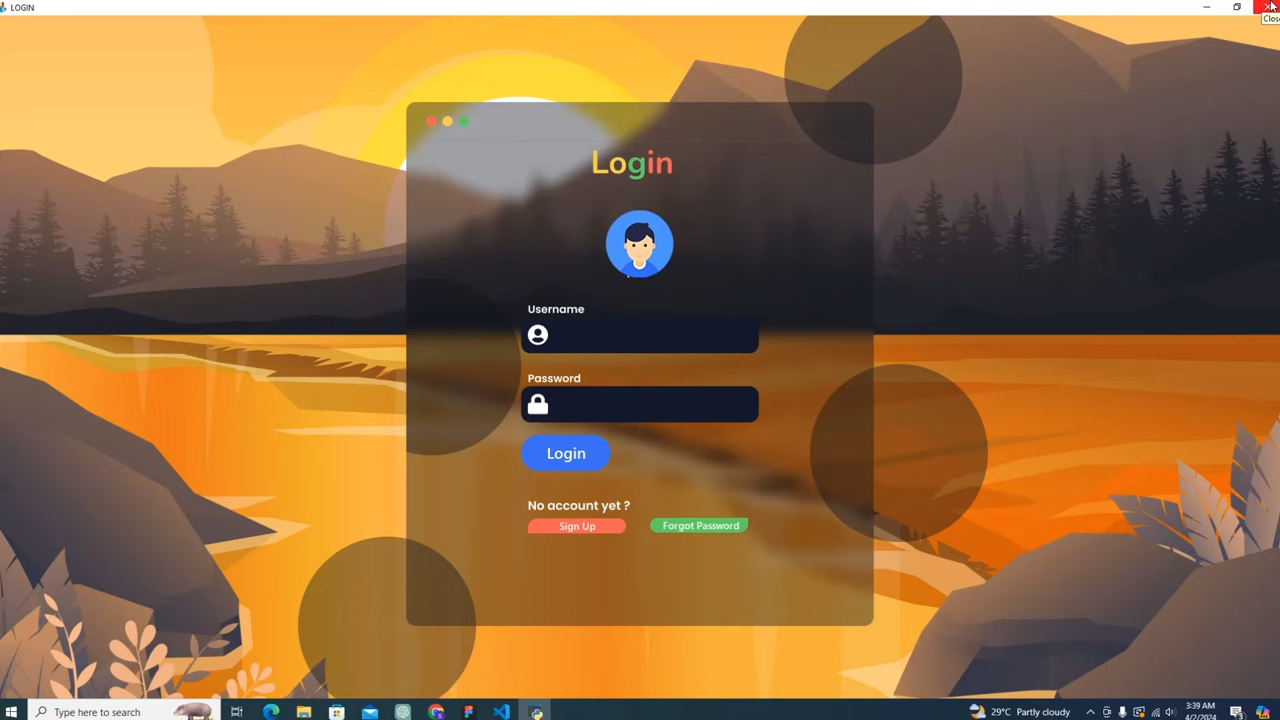 LOGIN
Login
Username
Password
Login
No account yet ?
Sign Up
Forgot Password
Type here to search
29°C Partly cloudy
3:39 AM
4/2/2024